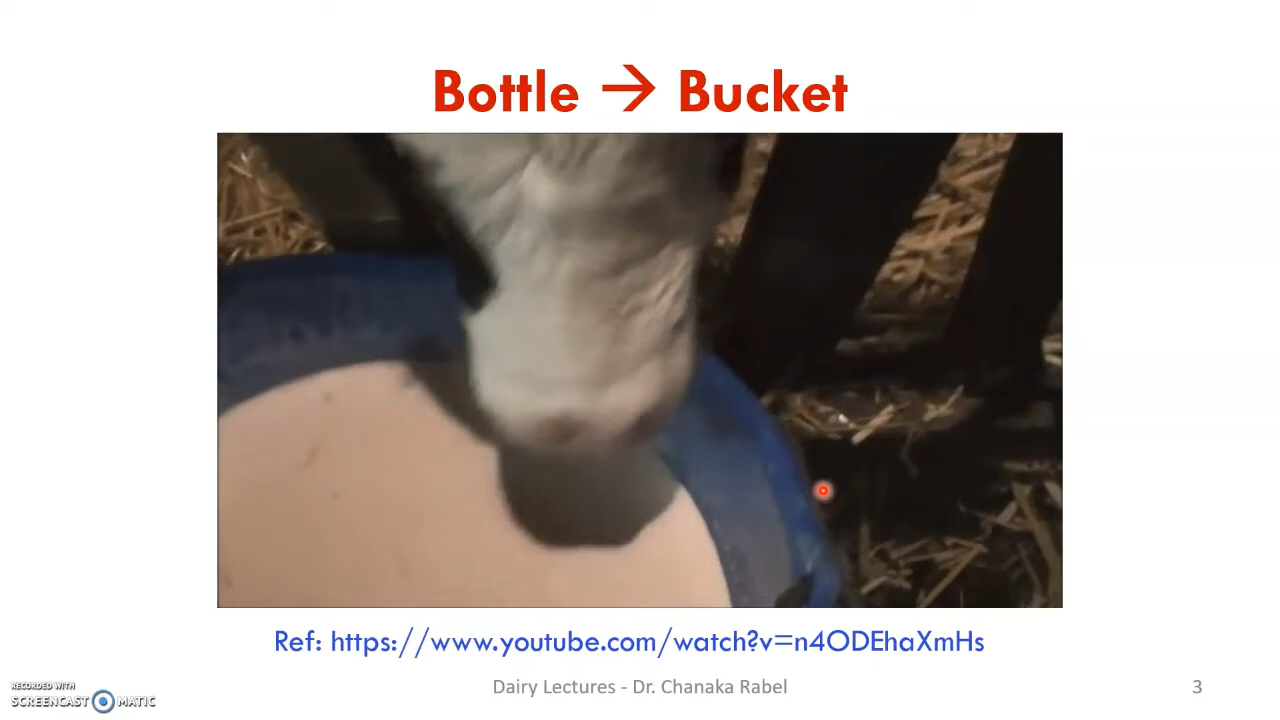 Bottle → Bucket
Ref: https://www.youtube.com/watch?v=n4ODEhaXmHs
RECORDED WITH
SCREENCAST MATIC
Dairy Lectures - Dr. Chanaka Rabel
3